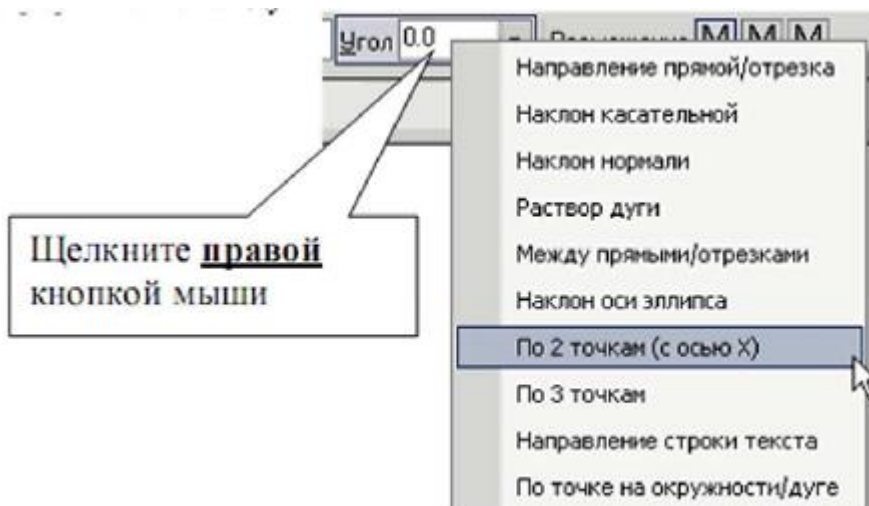 Угол 0.0 Размещение М М М
Направление прямой/отрезка
Наклон касательной
Наклон нормали
Раствор дуги
Между прямыми/отрезками
Щелкните правой
кнопкой мыши
Наклон оси эллипса
По 2 точкам (с осью X)
По 3 точкам
Направление строки текста
По точке на окружности/дуге